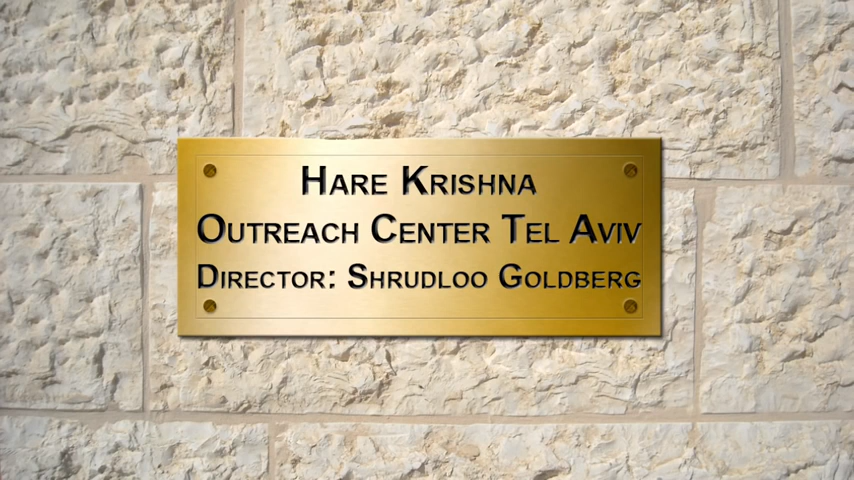 Hare Krishna
Outreach Center Tel Aviv
Director: Shrudloo Goldberg